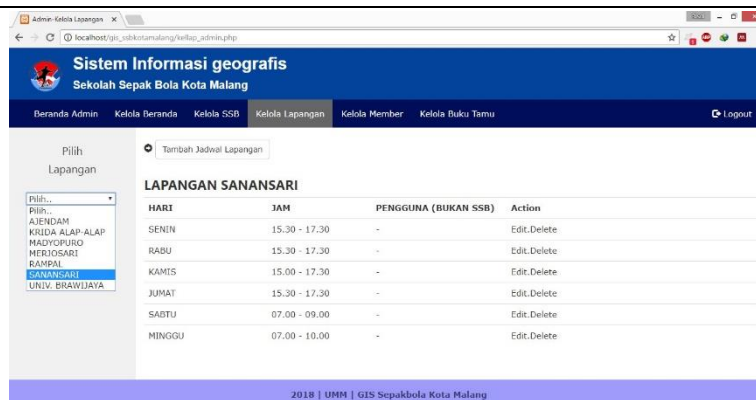 Admin-Kelola Lapangan
localhost/gis_ssbkotamalang/kellap_admin.php
Sistem Informasi geografis
Sekolah Sepak Bola Kota Malang
Beranda Admin Kelola Beranda Kelola SSB Kelola Lapangan Kelola Member Kelola Buku Tamu Logout
Pilih
Lapangan
Pilih..
Pilih..
AJENDAM
KRIDA ALAP-ALAP
MADYOPURO
MERJOSARI
RAMPAL
SANANSARI
UNIV. BRAWIJAYA
Tambah Jadwal Lapangan
LAPANGAN SANANSARI
HARI JAM PENGGUNA (BUKAN SSB) Action
SENIN 15.30 - 17.30 - Edit.Delete
RABU 15.30 - 17.30 - Edit.Delete
KAMIS 15.00 - 17.30 - Edit.Delete
JUMAT 15.30 - 17.30 - Edit.Delete
SABTU 07.00 - 09.00 - Edit.Delete
MINGGU 07.00 - 10.00 - Edit.Delete
2018 | UMM | GIS Sepakbola Kota Malang